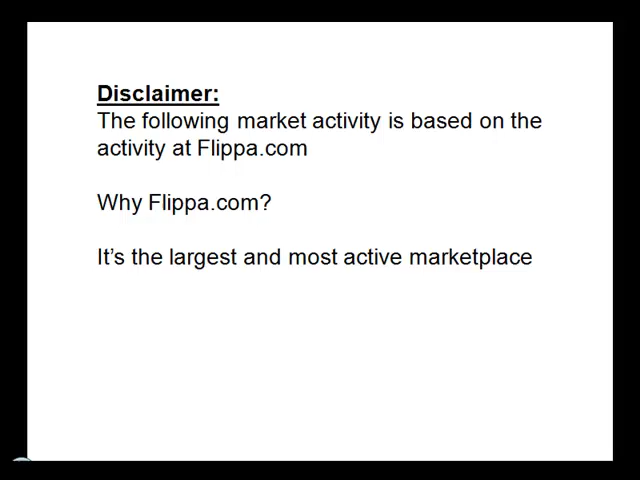 Disclaimer:
The following market activity is based on the
activity at Flippa.com
Why Flippa.com?
It's the largest and most active marketplace